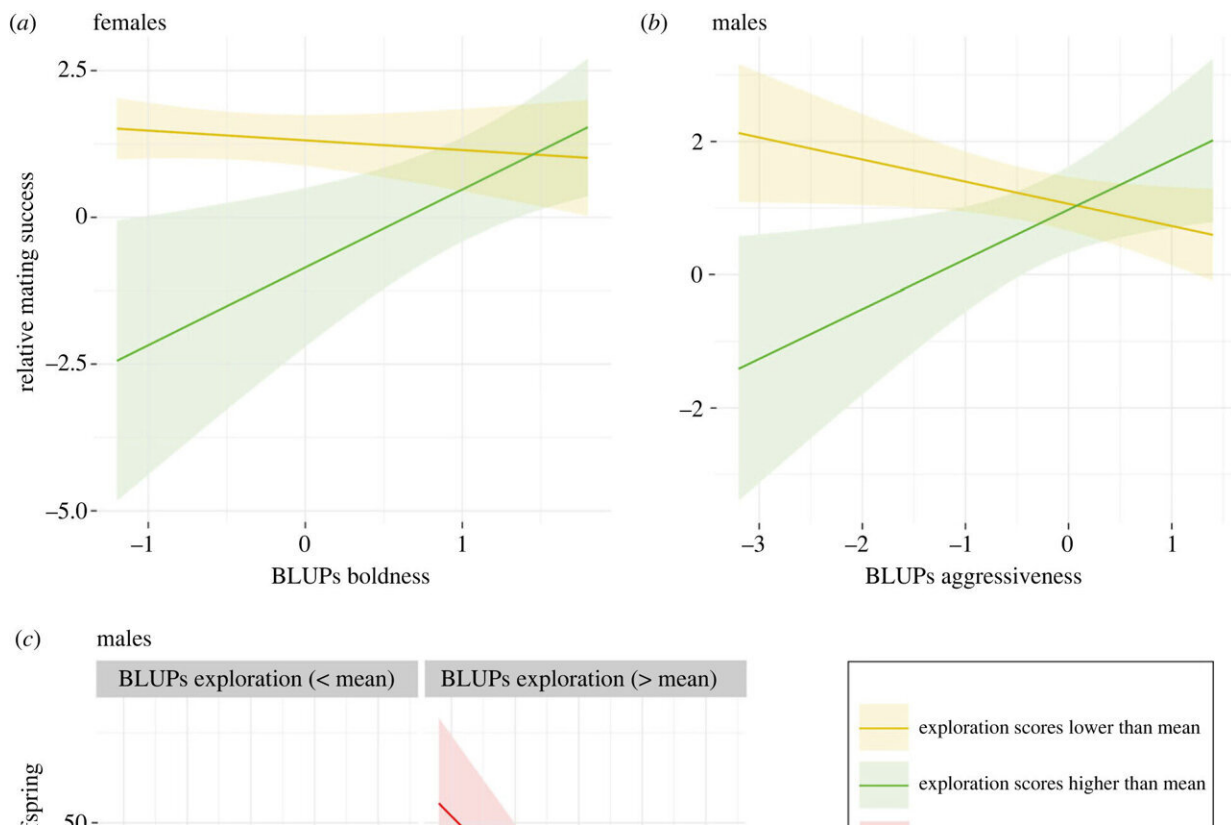 (a) females
2.5
0
–2.5
–5.0
relative mating success
–1 0 1
BLUPs boldness
(b) males
2
0
–2
–3 –2 –1 0 1
BLUPs aggressiveness
(c) males
BLUPs exploration (< mean) BLUPs exploration (> mean)
50
exploration scores lower than mean
exploration scores higher than mean